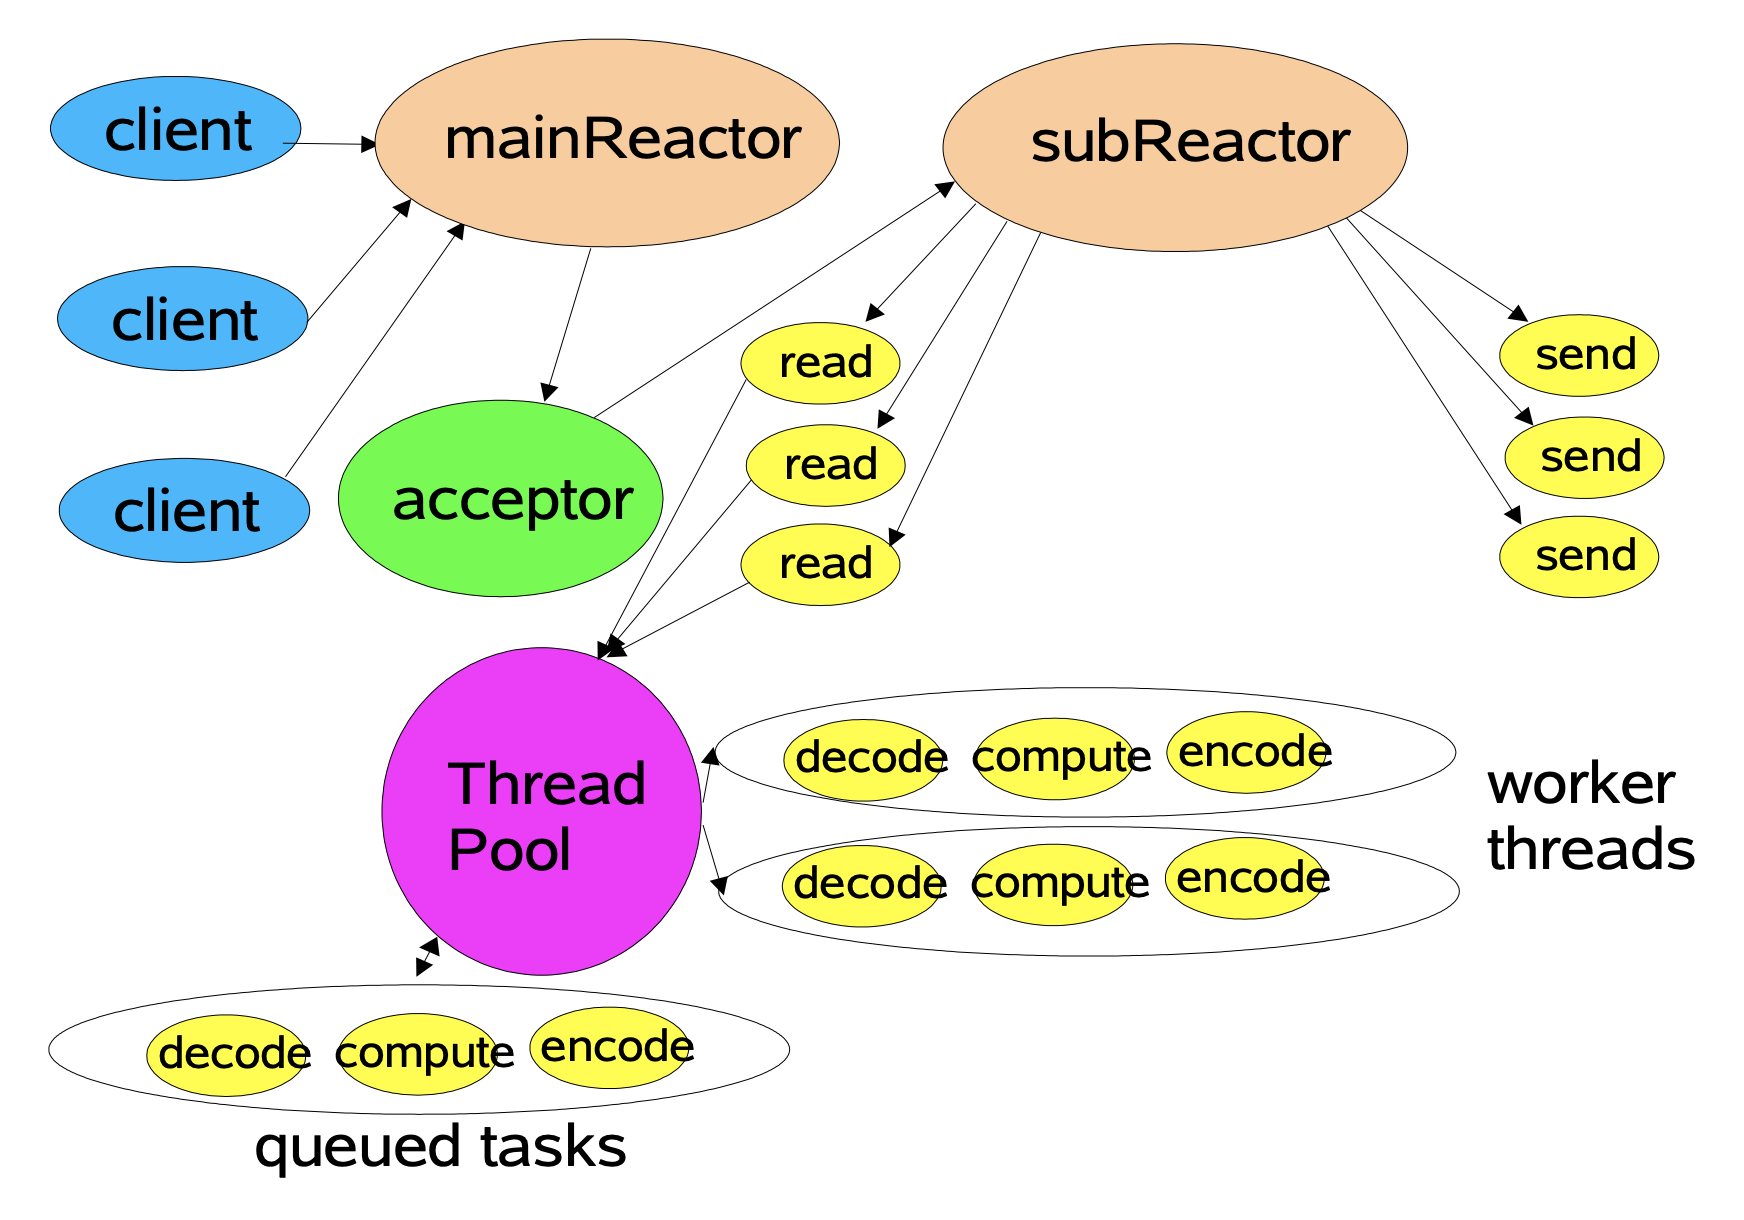 client
mainReactor
subReactor
client
client
acceptor
read
read
read
send
send
send
Thread
Pool
decode compute encode
decode compute encode
worker
threads
decode compute encode
queued tasks